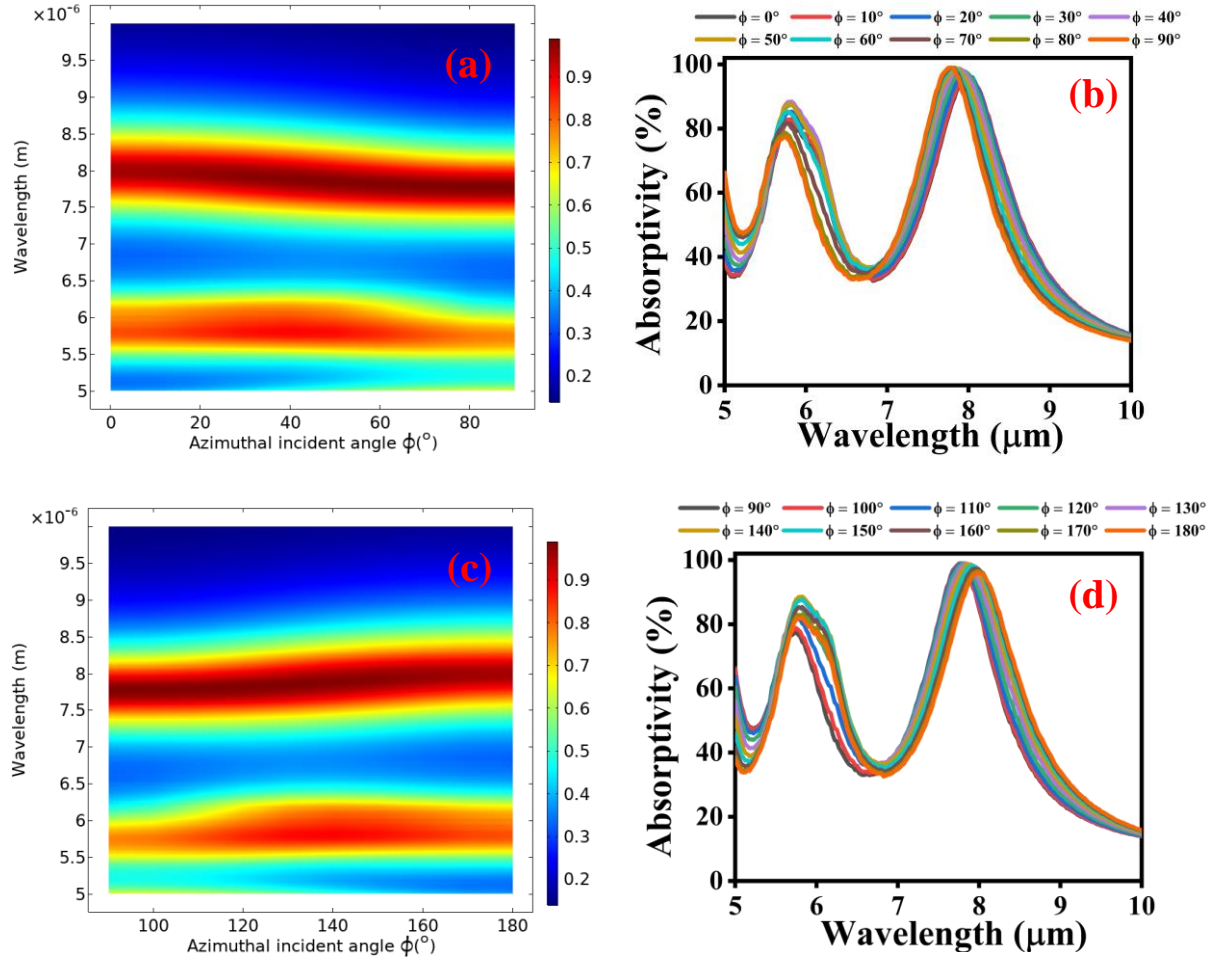 ×10⁻⁶
(a)
9.5
9
8.5
8
7.5
7
6.5
6
5.5
5
Wavelength (m)
0 20 40 60 80
Azimuthal incident angle ϕ(°)
0.9
0.8
0.7
0.6
0.5
0.4
0.3
0.2
ϕ = 0° ϕ = 10° ϕ = 20° ϕ = 30° ϕ = 40°
ϕ = 50° ϕ = 60° ϕ = 70° ϕ = 80° ϕ = 90°
(b)
100
80
60
40
20
0
Absorptivity (%)
5 6 7 8 9 10
Wavelength (μm)
×10⁻⁶
(c)
9.5
9
8.5
8
7.5
7
6.5
6
5.5
5
Wavelength (m)
100 120 140 160 180
Azimuthal incident angle ϕ(°)
0.9
0.8
0.7
0.6
0.5
0.4
0.3
0.2
ϕ = 90° ϕ = 100° ϕ = 110° ϕ = 120° ϕ = 130°
ϕ = 140° ϕ = 150° ϕ = 160° ϕ = 170° ϕ = 180°
(d)
100
80
60
40
20
0
Absorptivity (%)
5 6 7 8 9 10
Wavelength (μm)